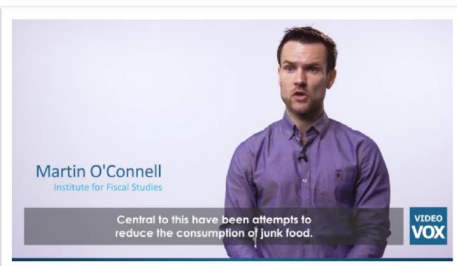 Martin O'Connell
Institute for Fiscal Studies
Central to this have been attempts to
reduce the consumption of junk food.
VIDEO
VOX